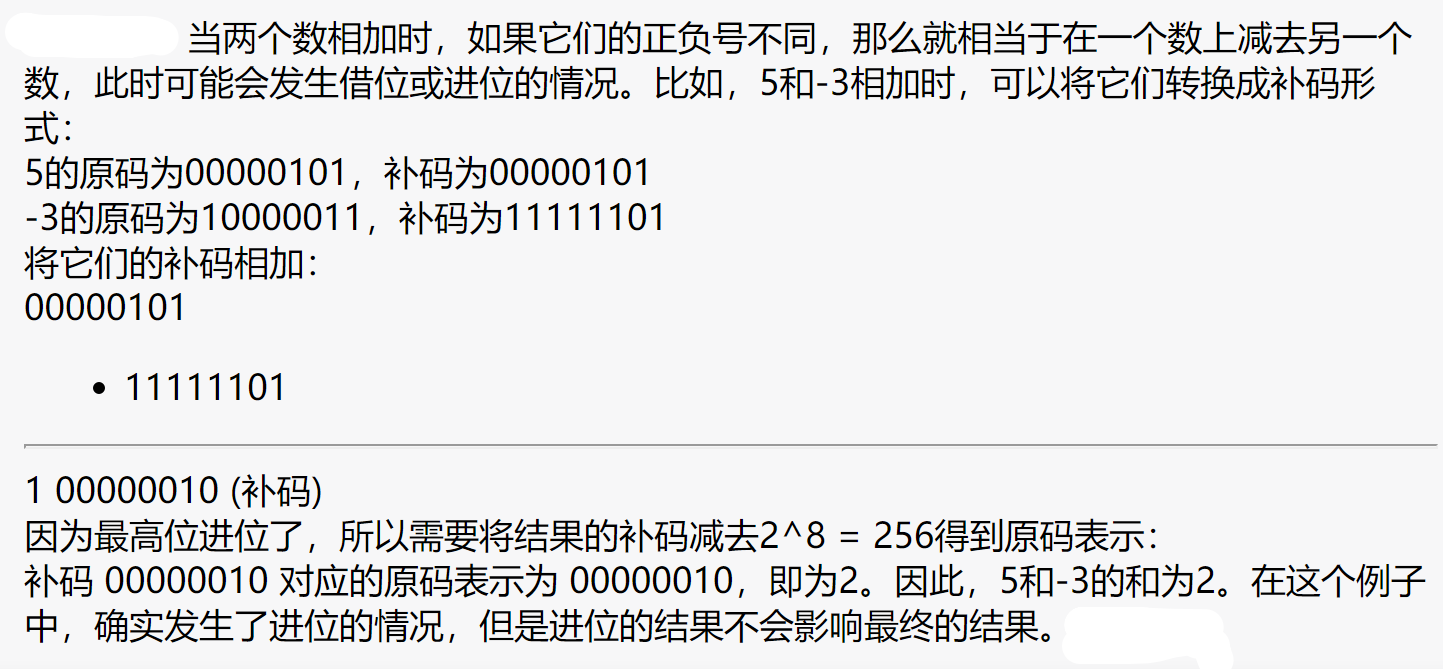 当两个数相加时，如果它们的正负号不同，那么就相当于在一个数上减去另一个
数，此时可能会发生借位或进位的情况。比如，5和-3相加时，可以将它们转换成补码形
式：
5的原码为00000101，补码为00000101
-3的原码为10000011，补码为11111101
将它们的补码相加：
00000101
• 11111101
1 00000010 (补码)
因为最高位进位了，所以需要将结果的补码减去2^8 = 256得到原码表示：
补码 00000010 对应的原码表示为 00000010，即为2。因此，5和-3的和为2。在这个例子
中，确实发生了进位的情况，但是进位的结果不会影响最终的结果。